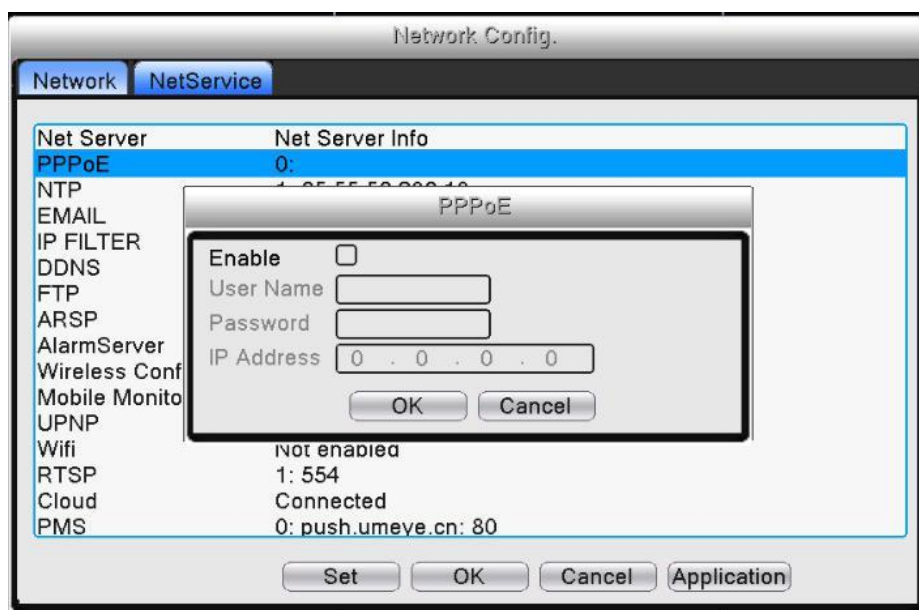 Network Config.
Network NetService
Net Server Net Server Info
PPPoE 0:
NTP
EMAIL
IP FILTER
DDNS
FTP
ARSP
AlarmServer
Wireless Conf
Mobile Monito
UPNP
Wifi Not enabled
RTSP 1: 554
Cloud Connected
PMS 0: push.umeye.cn: 80
PPPoE
Enable
User Name
Password
IP Address 0 . 0 . 0 . 0
OK Cancel
Set OK Cancel Application